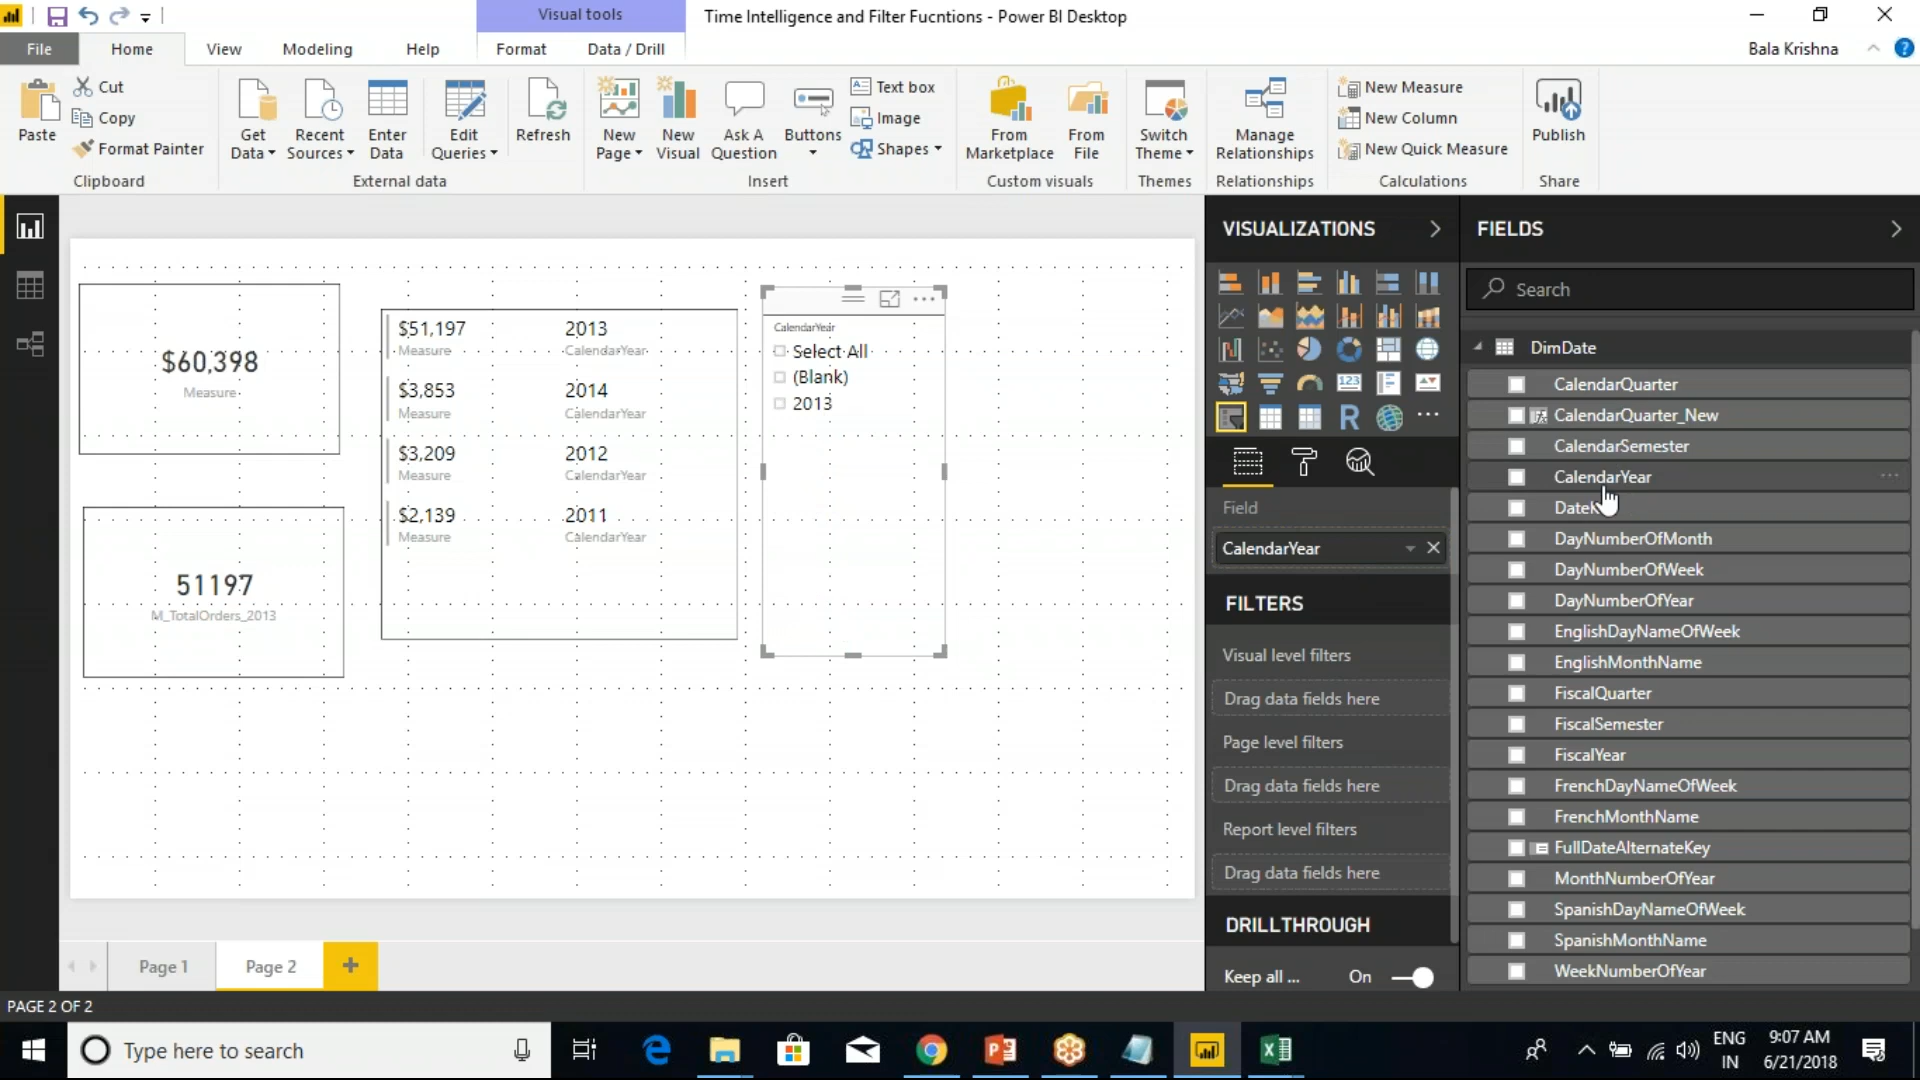 Visual tools
Time Intelligence and Filter Fucntions - Power BI Desktop
File
Home
View
Modeling
Help
Format
Data / Drill
Bala Krishna
Paste
Cut
Copy
Format Painter
Clipboard
Get Data
Recent Sources
Enter Data
Edit Queries
Refresh
External data
New Page
New Visual
Ask A Question
Buttons
Text box
Image
Shapes
Insert
From Marketplace
From File
Custom visuals
Switch Theme
Themes
Manage Relationships
Relationships
New Measure
New Column
New Quick Measure
Calculations
Publish
Share
$60,398
Measure
51197
M_TotalOrders_2013
$51,197 2013
Measure CalendarYear
$3,853 2014
Measure CalendarYear
$3,209 2012
Measure CalendarYear
$2,139 2011
Measure CalendarYear
CalendarYear
Select All
(Blank)
2013
VISUALIZATIONS
123
R
Field
CalendarYear
FILTERS
Visual level filters
Drag data fields here
Page level filters
Drag data fields here
Report level filters
Drag data fields here
DRILLTHROUGH
Keep all ... On
FIELDS
Search
DimDate
CalendarQuarter
CalendarQuarter_New
CalendarSemester
CalendarYear
DayNumberOfMonth
DayNumberOfWeek
DayNumberOfYear
EnglishDayNameOfWeek
EnglishMonthName
FiscalQuarter
FiscalSemester
FiscalYear
FrenchDayNameOfWeek
FrenchMonthName
FullDateAlternateKey
MonthNumberOfYear
SpanishDayNameOfWeek
SpanishMonthName
WeekNumberOfYear
Page 1
Page 2
PAGE 2 OF 2
Type here to search
ENG
IN
9:07 AM
6/21/2018